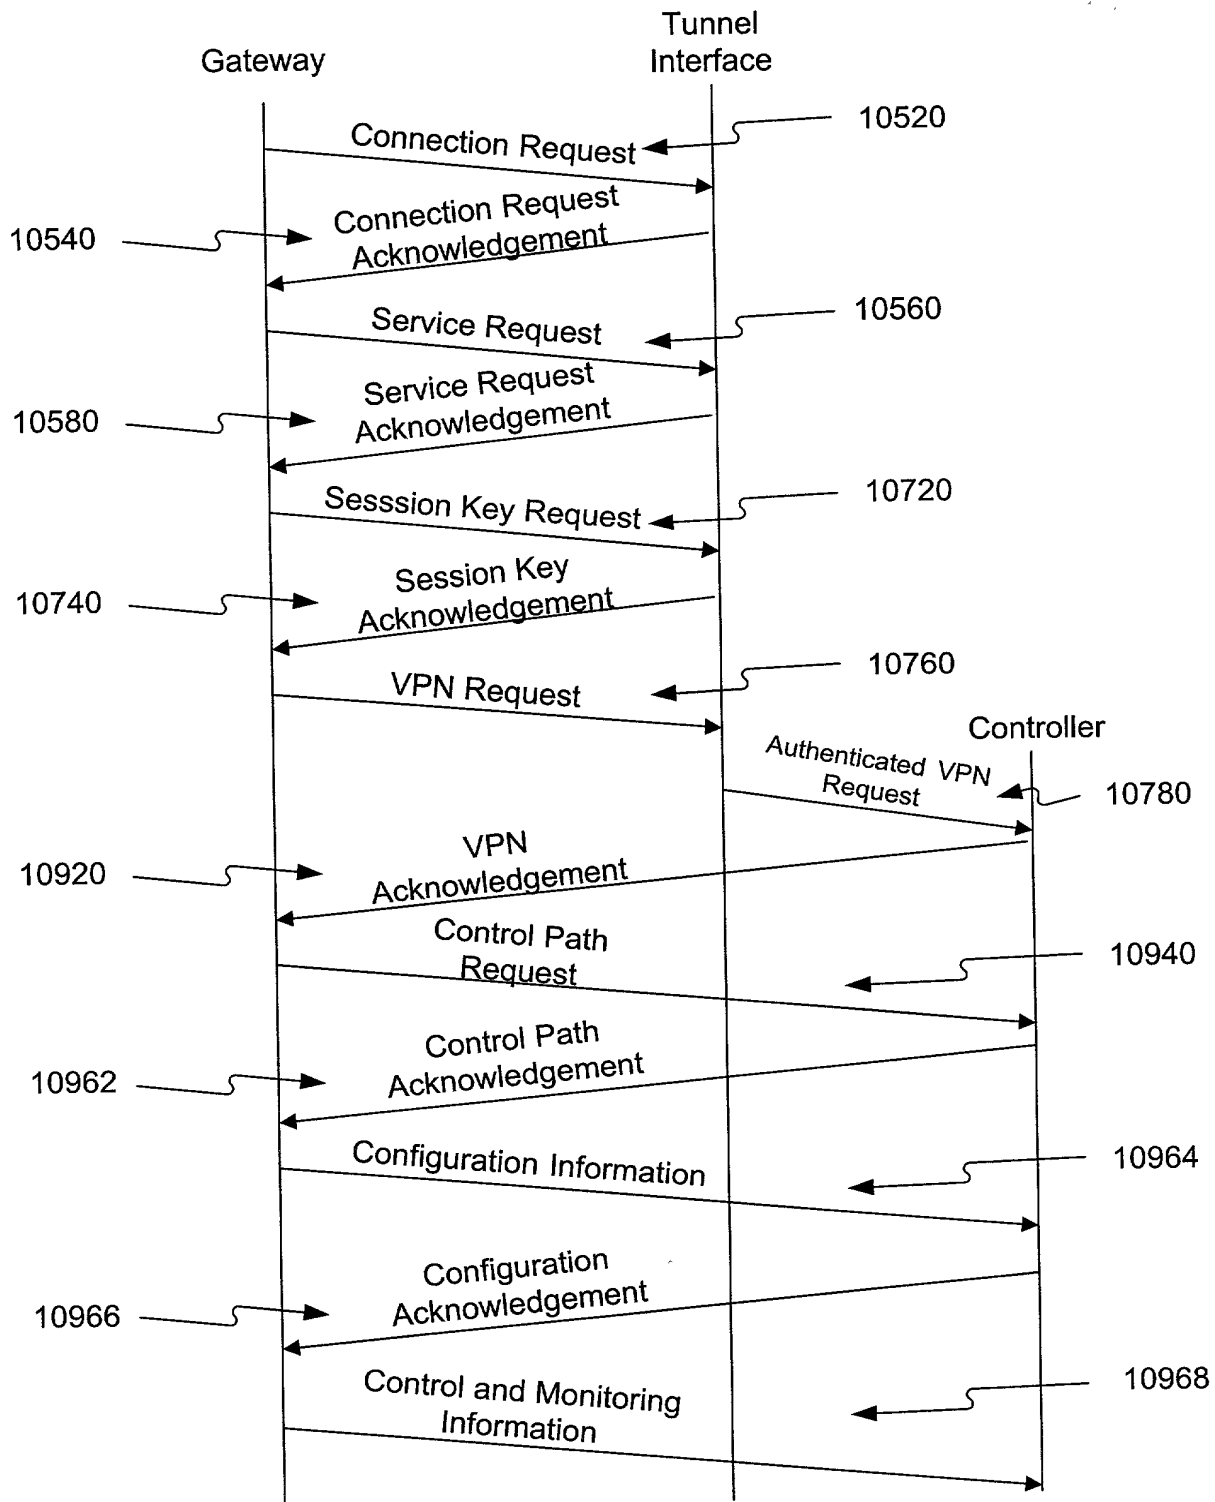 Gateway
Tunnel
Interface
Connection Request
10520
Connection Request
Acknowledgement
10540
Service Request
10560
Service Request
Acknowledgement
10580
Sesssion Key Request
10720
Session Key
Acknowledgement
10740
VPN Request
10760
Controller
Authenticated VPN
Request
10780
VPN
Acknowledgement
10920
Control Path
Request
10940
Control Path
Acknowledgement
10962
Configuration Information
10964
Configuration
Acknowledgement
10966
Control and Monitoring
Information
10968